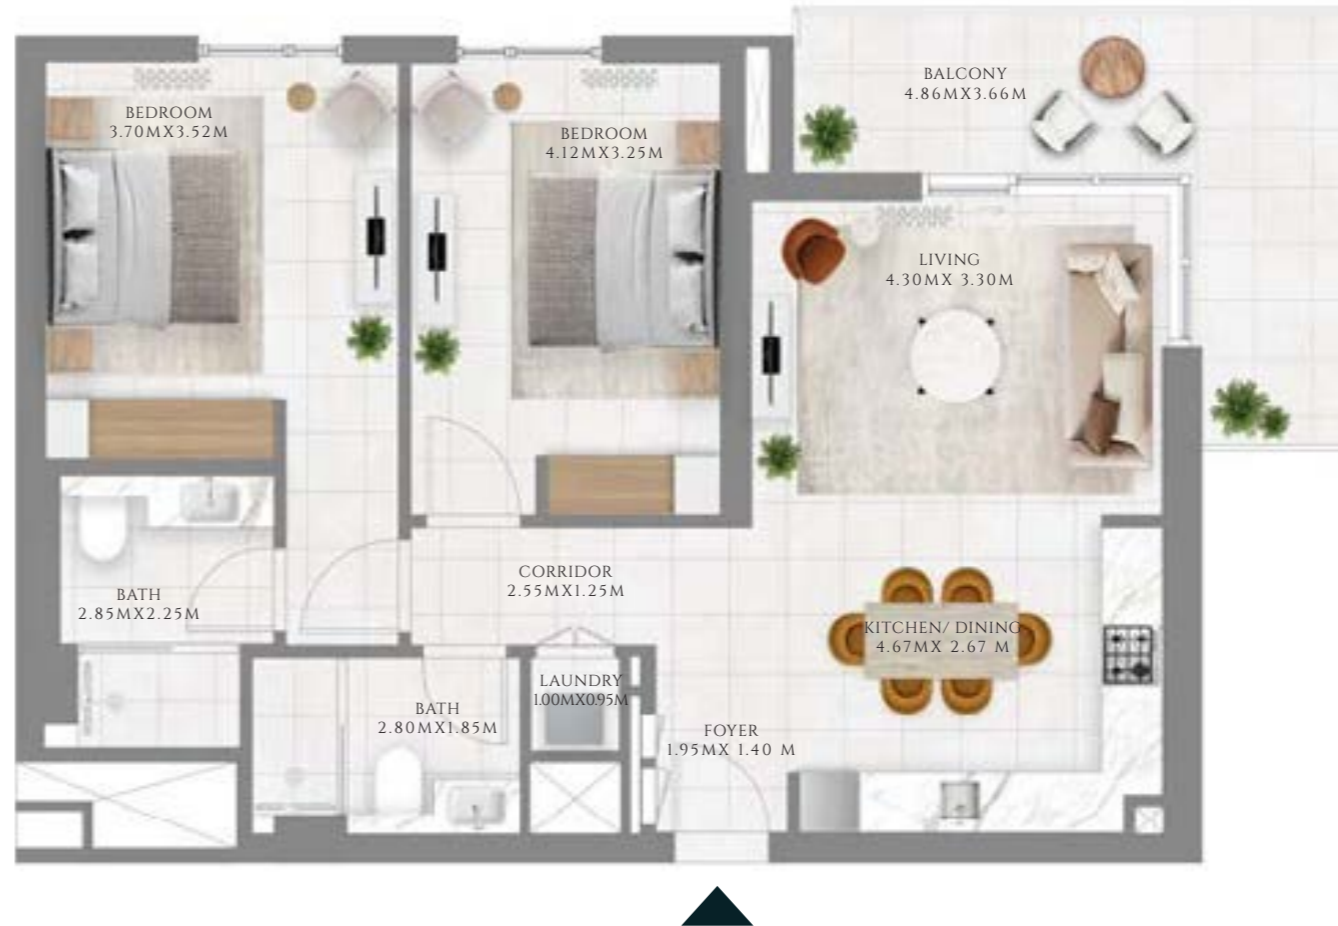 BALCONY
4.86MX3.66M
BEDROOM
3.70MX3.52M
BEDROOM
4.12MX3.25M
LIVING
4.30MX 3.30M
CORRIDOR
2.55MX1.25M
BATH
2.85MX2.25M
KITCHEN/ DINING
4.67MX 2.67 M
LAUNDRY
1.00MX0.95M
BATH
2.80MX1.85M
FOYER
1.95MX 1.40 M